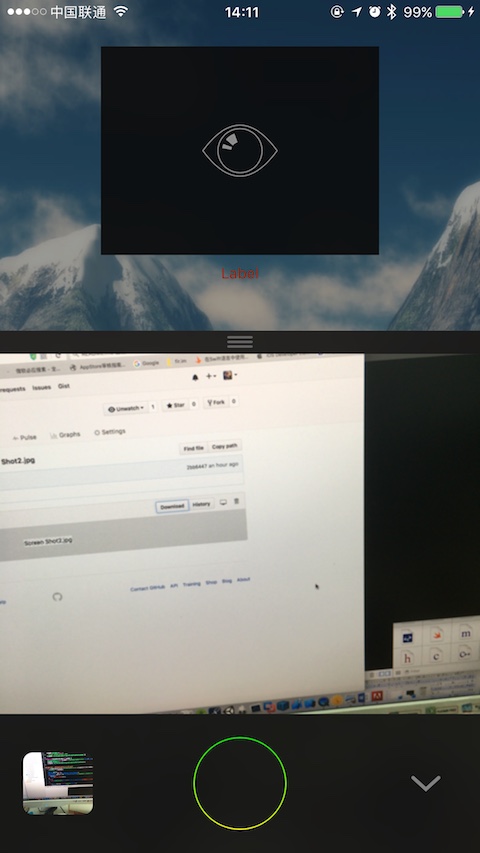 中国联通 14:11 99%
Label
AppStore
Google
requests Issues Gist
Unwatch 1 Star 0 Fork 0
Pulse Graphs Settings
Shot2.jpg
Find file Copy path
2bb6447 an hour ago
Download History
Screen Shot2.jpg
Contact GitHub API Training Shop Blog About
m
h c